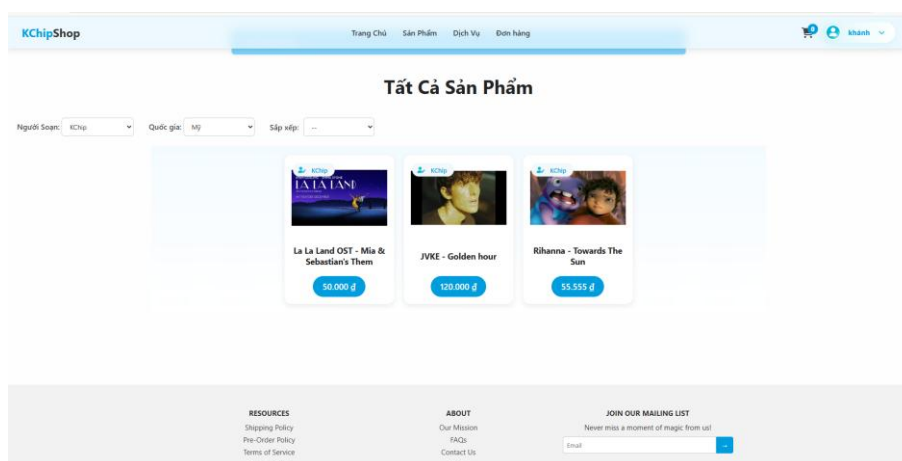 KChipShop
Trang Chủ Sản Phẩm Dịch Vụ Đơn hàng
0
khánh
Tất Cả Sản Phẩm
Người Soạn: KChip Quốc gia: Mỹ Sắp xếp: --
KChip KChip KChip
LA LA LAND
La La Land OST - Mia &
Sebastian's Them
JVKE - Golden hour
Rihanna - Towards The
Sun
50.000 ₫ 120.000 ₫ 55.555 ₫
RESOURCES
Shipping Policy
Pre-Order Policy
Terms of Service
ABOUT
Our Mission
FAQs
Contact Us
JOIN OUR MAILING LIST
Never miss a moment of magic from us!
Email